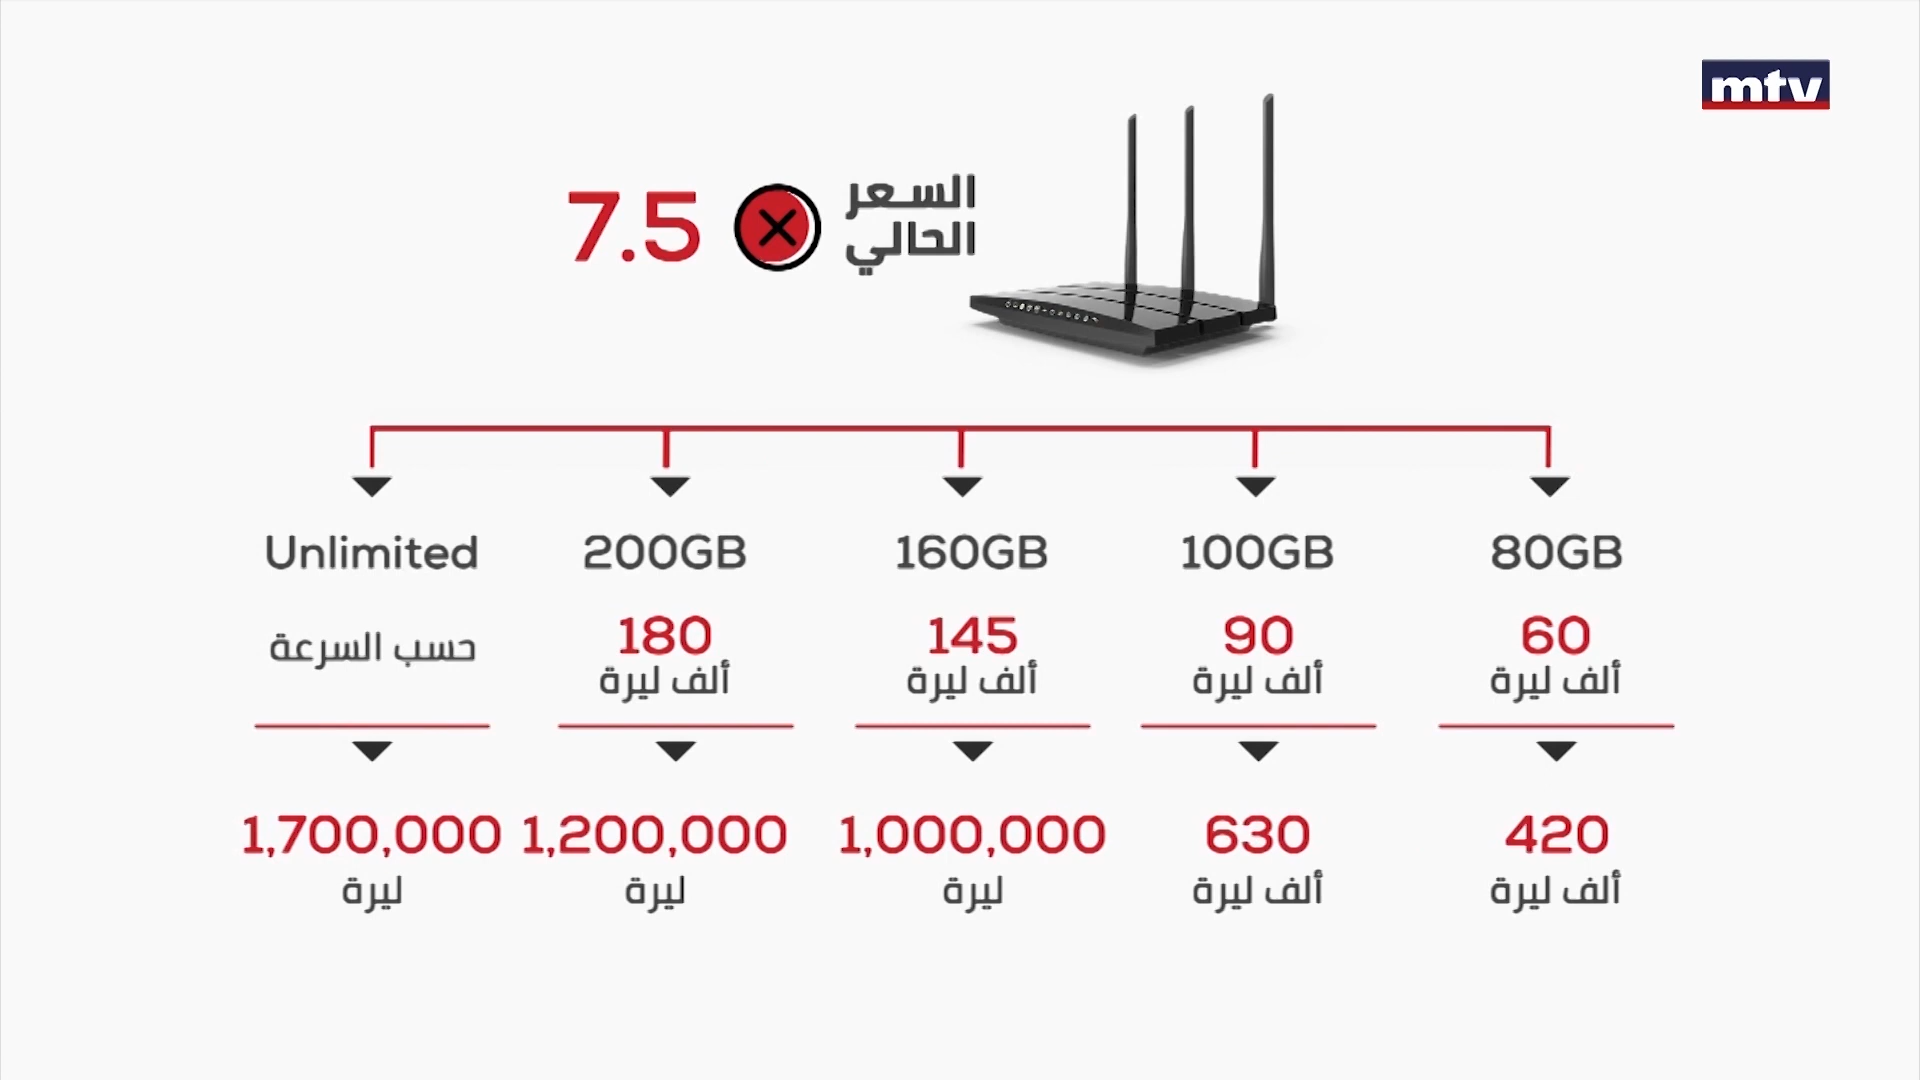 mtv
السعر
الحالي
7.5
80GB
100GB
160GB
200GB
Unlimited
60
ألف ليرة
90
ألف ليرة
145
ألف ليرة
180
ألف ليرة
حسب السرعة
420
ألف ليرة
630
ألف ليرة
1,000,000
ليرة
1,200,000
ليرة
1,700,000
ليرة